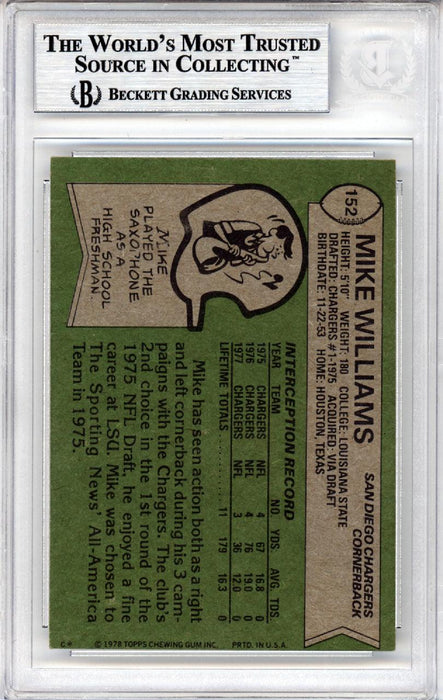 THE WORLD'S MOST TRUSTED
SOURCE IN COLLECTING™
B BECKETT GRADING SERVICES
152
MIKE WILLIAMS
SAN DIEGO CHARGERS
CORNERBACK
HEIGHT: 5'10" WEIGHT: 180 COLLEGE: LOUISIANA STATE
DRAFTED: CHARGERS #1-1975 ACQUIRED: VIA DRAFT
BIRTHDATE: 11-22-53 HOME: HOUSTON, TEXAS
INTERCEPTION RECORD
YEAR TEAM NO. YDS. AVG. TDS.
1975 CHARGERS NFL 4 67 16.8 0
1976 CHARGERS NFL 4 76 19.0 0
1977 CHARGERS NFL 3 36 12.0 0
LIFETIME TOTALS 11 179 16.3 0
Mike has seen action both as a right
and left cornerback during his 3 cam-
paigns with the Chargers. The club's
2nd choice in the 1st round of the
1975 NFL Draft, he enjoyed a fine
career at LSU. Mike was chosen to
The Sporting News' All-America
Team in 1975.
MIKE
PLAYED THE
SAXOPHONE
AS A
HIGH SCHOOL
FRESHMAN.
C* © 1978 TOPPS CHEWING GUM INC. PRTD. IN U.S.A.